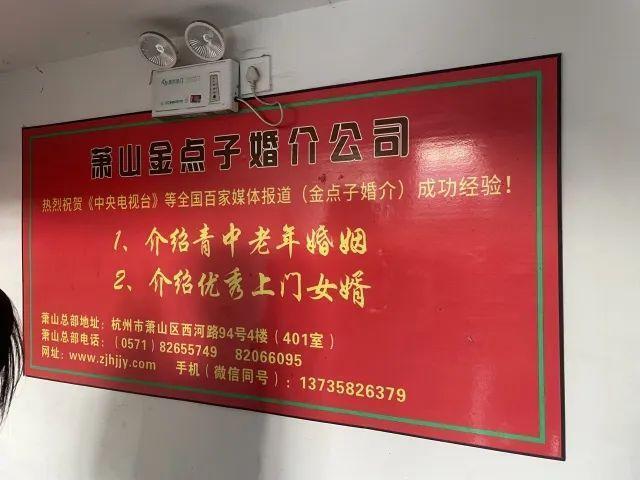 萧山金点子婚介公司
热烈祝贺《中央电视台》等全国百家媒体报道（金点子婚介）成功经验！
1、介绍青中老年婚姻
2、介绍优秀上门女婿
萧山总部地址：杭州市萧山区西河路94号4楼（401室）
萧山总部电话：（0571）82655749 82066095
网址：www.zjhjjy.com 手机（微信同号）：13735826379